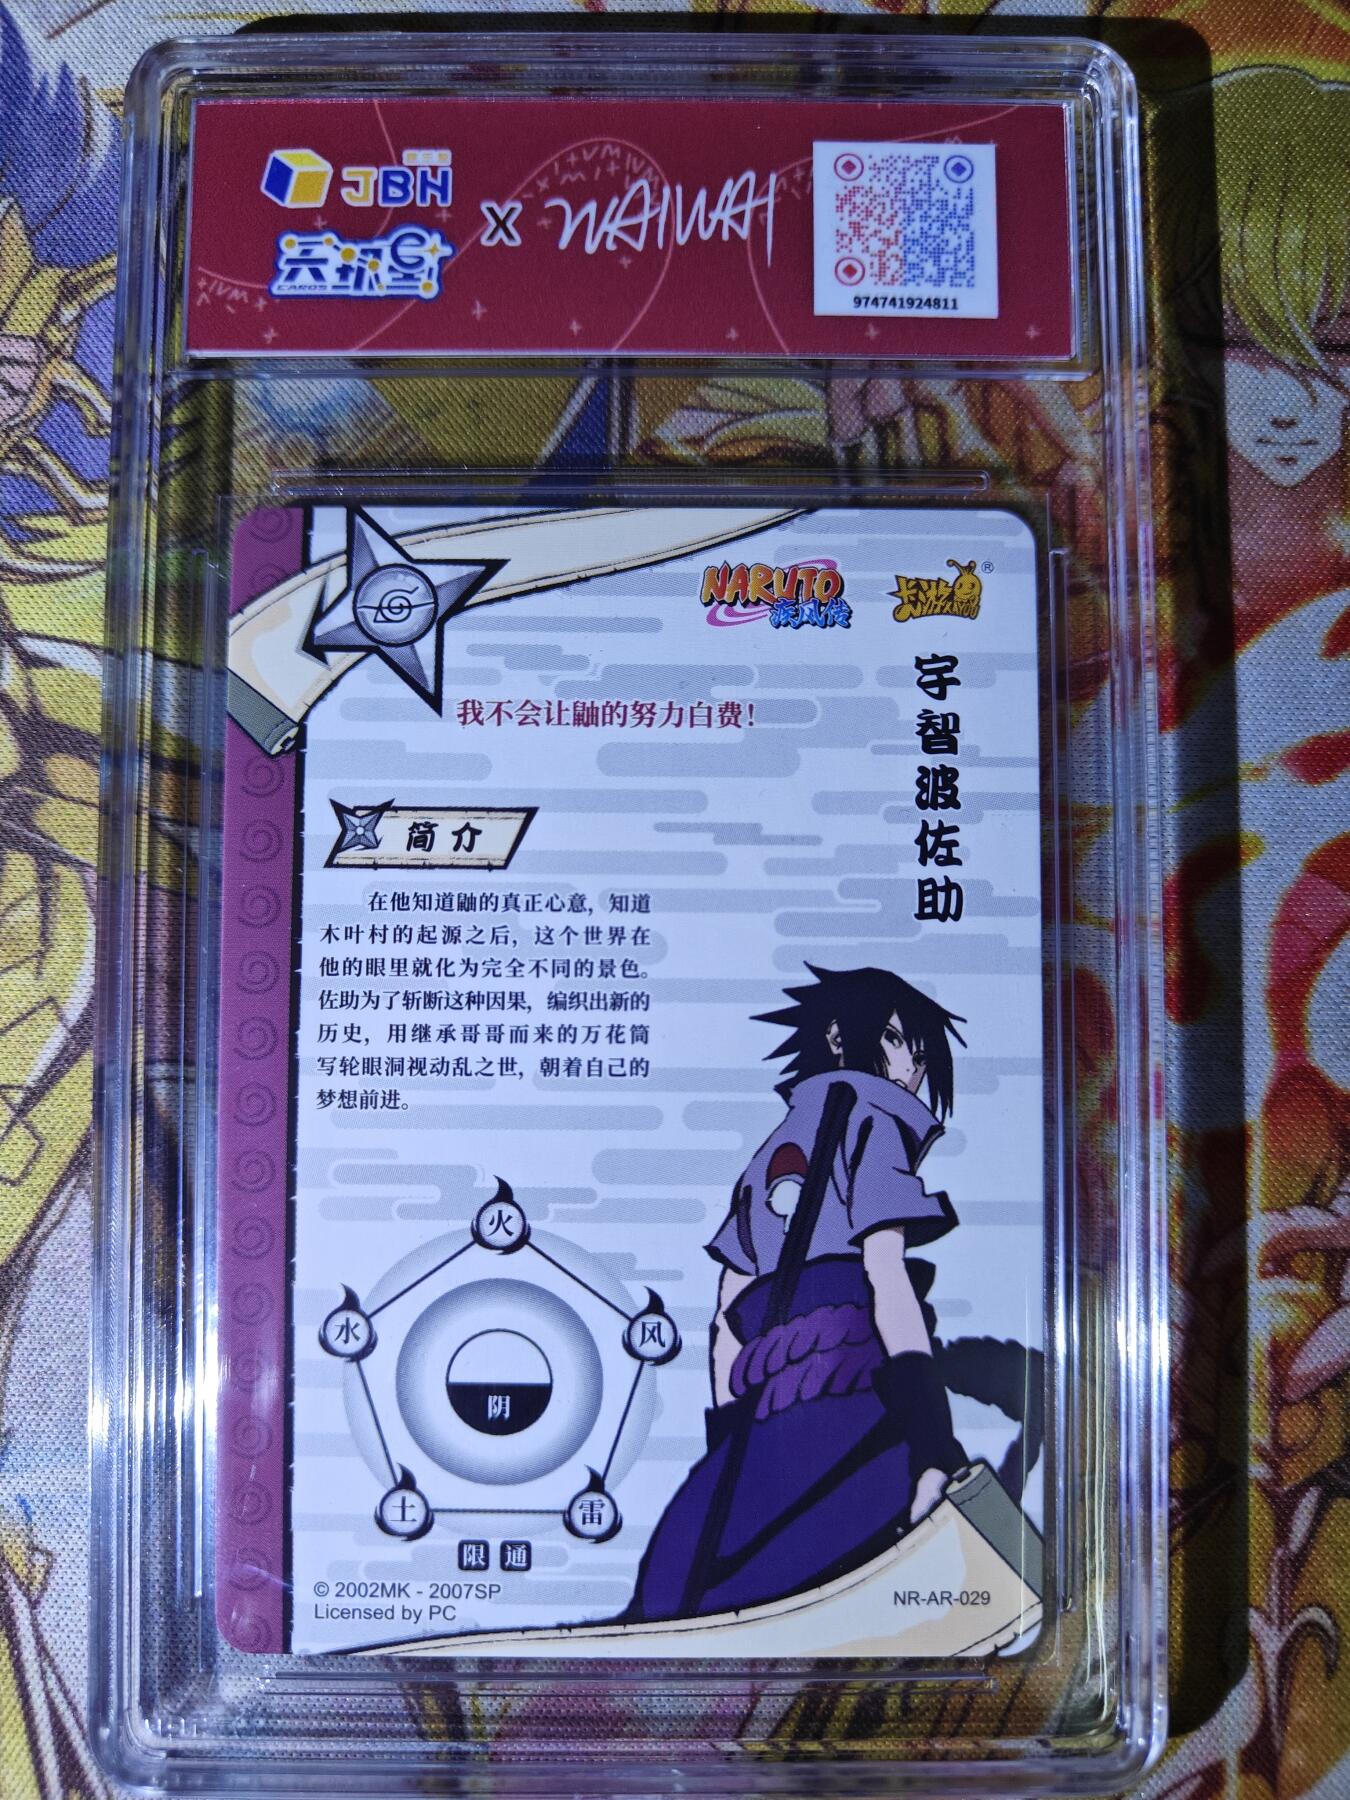 JBH
天机星
CARDS
X
WAIWAI
974741924811
NARUTO
疾风传
卡游
KAYOU
®
宇智波佐助
我不会让鼬的努力白费！
简介
在他知道鼬的真正心意，知道
木叶村的起源之后，这个世界在
他的眼里就化为完全不同的景色。
佐助为了斩断这种因果，编织出新的
历史，用继承哥哥而来的万花筒
写轮眼洞视动乱之世，朝着自己的
梦想前进。
火
水
风
阴
土
雷
限 通
© 2002MK - 2007SP
Licensed by PC
NR-AR-029